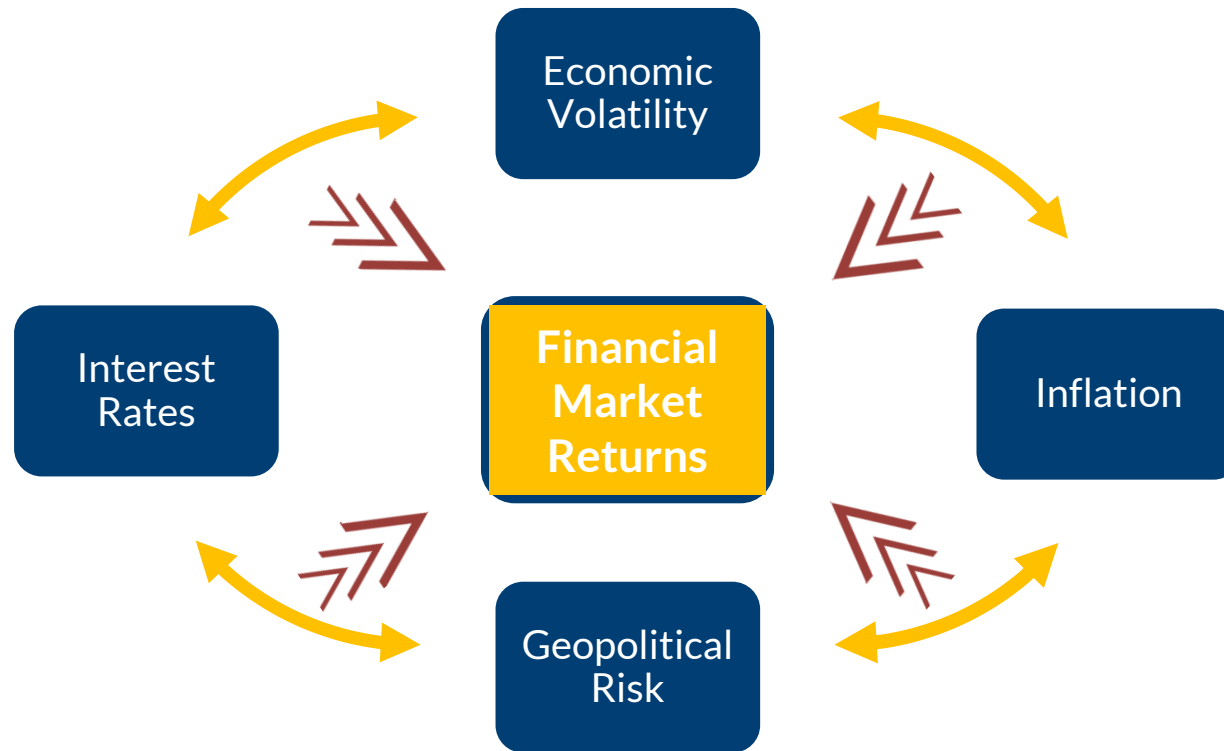 Economic
Volatility
Interest
Rates
Financial
Market
Returns
Inflation
Geopolitical
Risk